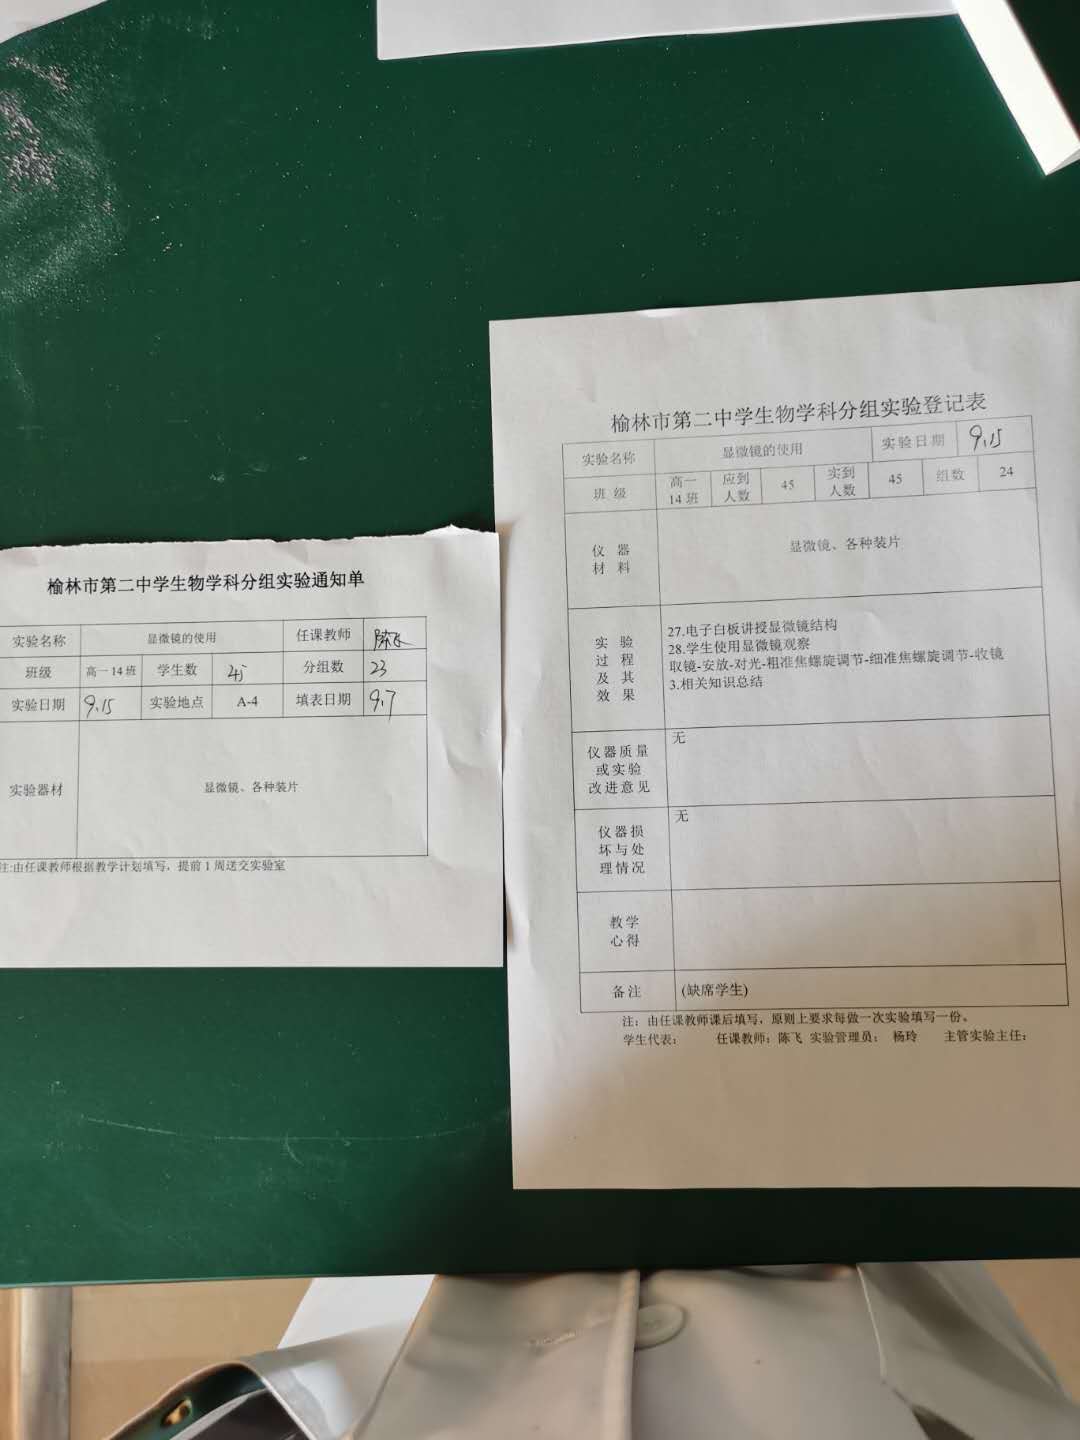 榆林市第二中学生物学科分组实验通知单
实验名称 显微镜的使用 任课教师 陈飞
班级 高一14班 学生数 45 分组数 23
实验日期 9.15 实验地点 A-4 填表日期 9.7
实验器材 显微镜、各种装片
注:由任课教师根据教学计划填写，提前1周送交实验室
榆林市第二中学生物学科分组实验登记表
实验名称 显微镜的使用 实验日期 9.15
班级 高一14班 应到人数 45 实到人数 45 组数 24
仪器材料 显微镜、各种装片
实验过程及其效果
27.电子白板讲授显微镜结构
28.学生使用显微镜观察
取镜-安放-对光-粗准焦螺旋调节-细准焦螺旋调节-收镜
3.相关知识总结
仪器质量或实验改进意见 无
仪器损坏与处理情况 无
教学心得
备注 (缺席学生)
注：由任课教师课后填写，原则上要求每做一次实验填写一份。
学生代表： 任课教师：陈飞 实验管理员： 杨玲 主管实验主任：